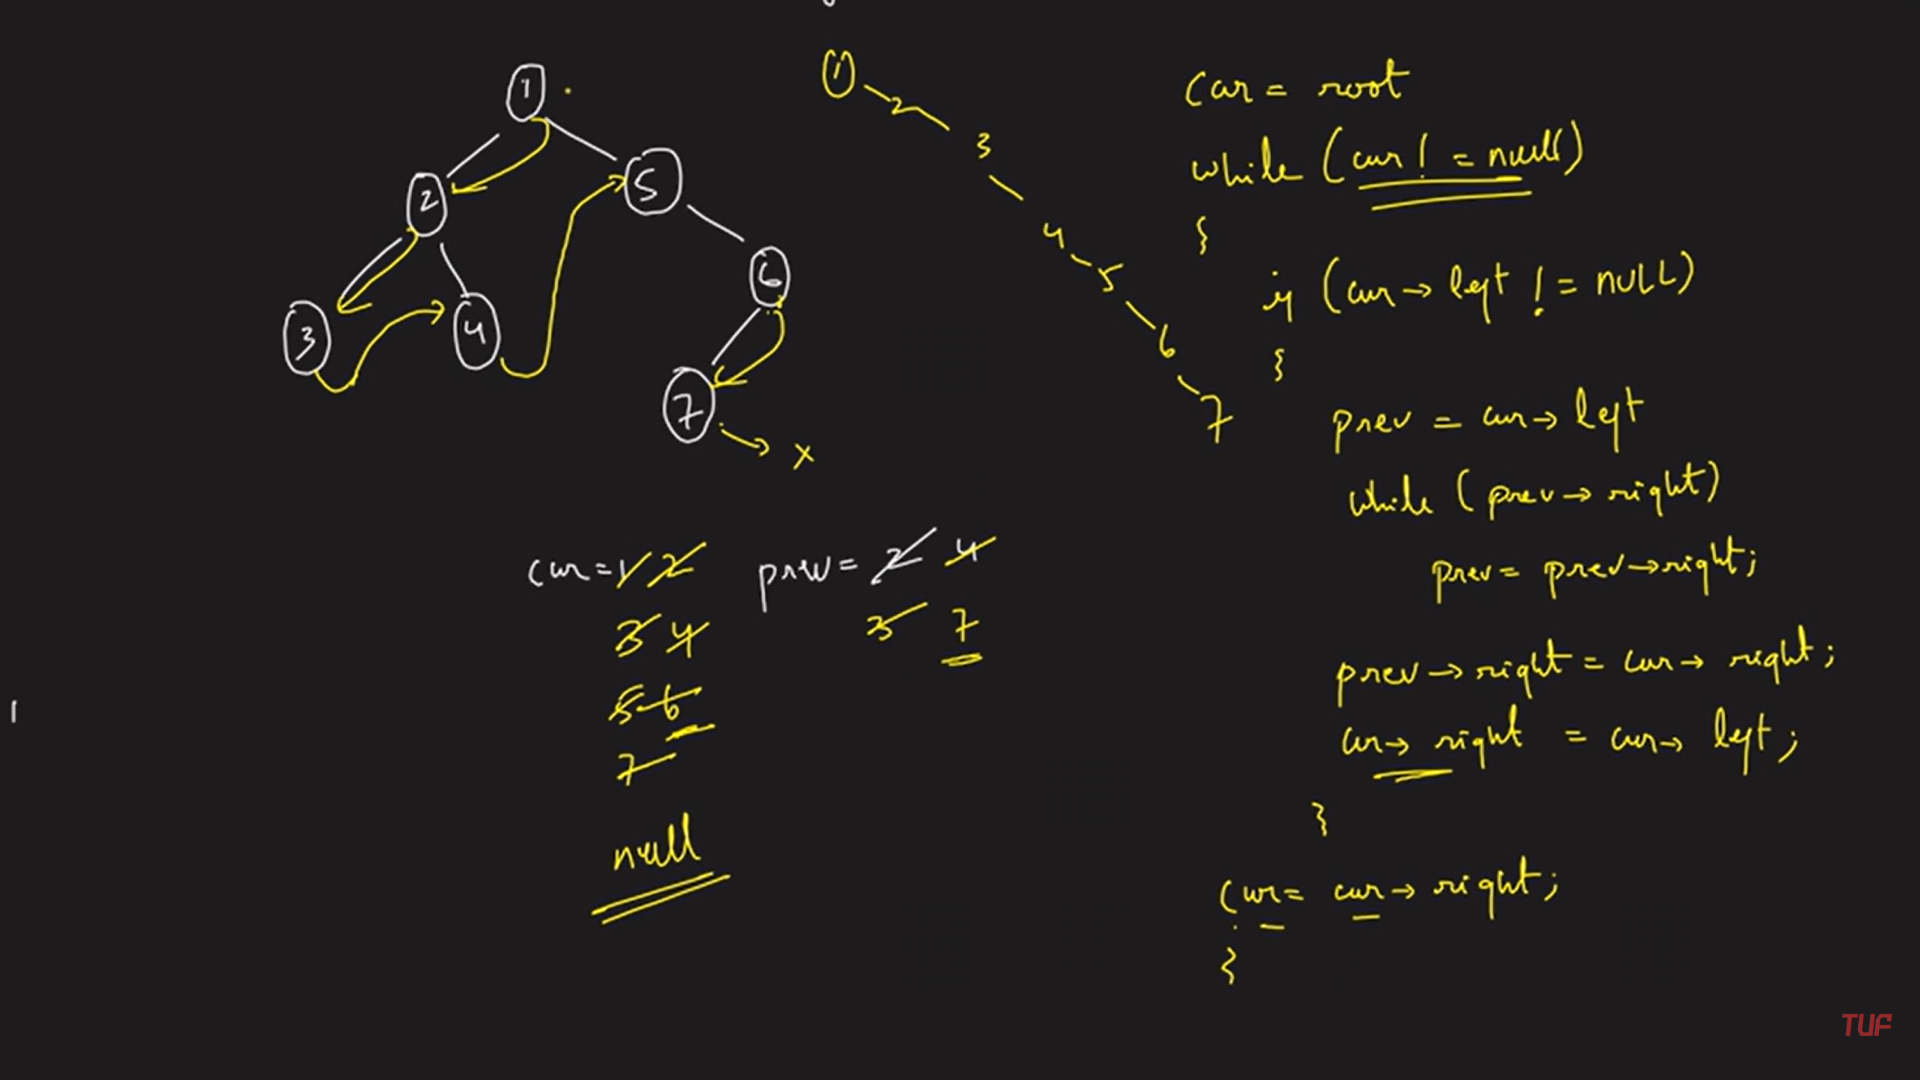 1
2
5
3
4
6
7
x
1
2
3
4
5
6
7
cur = 1 2
3 4
5 6
7
null
prev = 2 4
3 7
cur = root
while (cur != null)
{
if (cur → left != NULL)
{
prev = cur → left
while (prev → right)
prev = prev → right;
prev → right = cur → right;
cur → right = cur → left;
}
cur = cur → right;
}
TUF